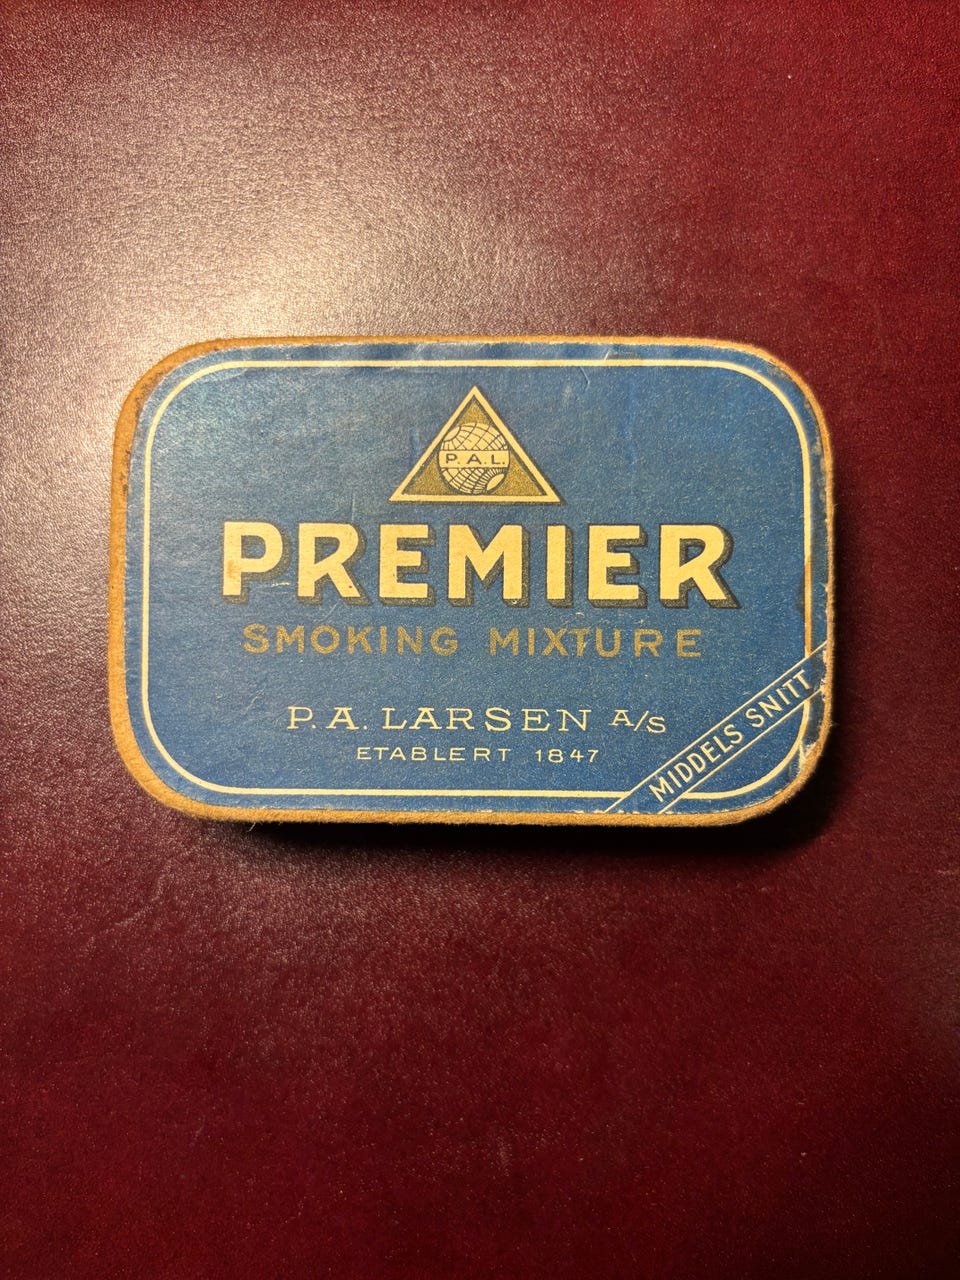 P. A. L.
PREMIER
SMOKING MIXTURE
P. A. LARSEN A/S
ETABLERT 1847
MIDDELS SNITT